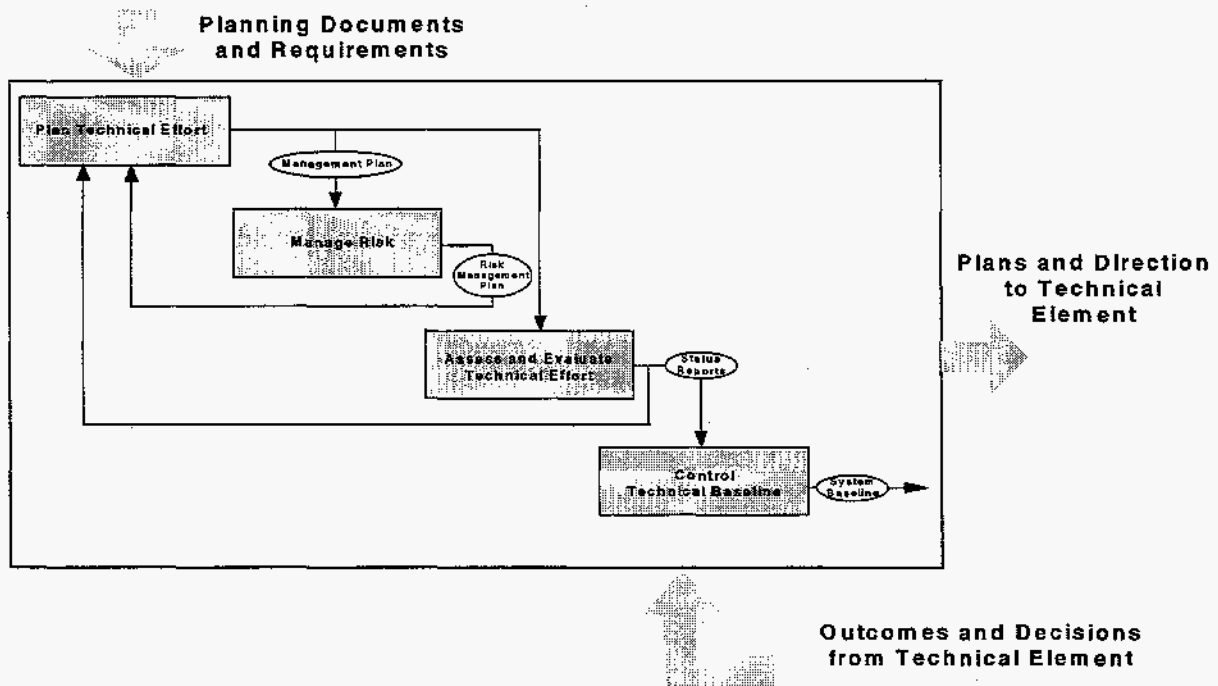 Planning Documents
and Requirements
Plan Technical Effort
Management Plan
Manage Risk
Risk
Management
Plan
Plans and Direction
to Technical
Element
Assess and Evaluate
Technical Effort
Status
Reports
Control
Technical Baseline
System
Baseline
Outcomes and Decisions
from Technical Element